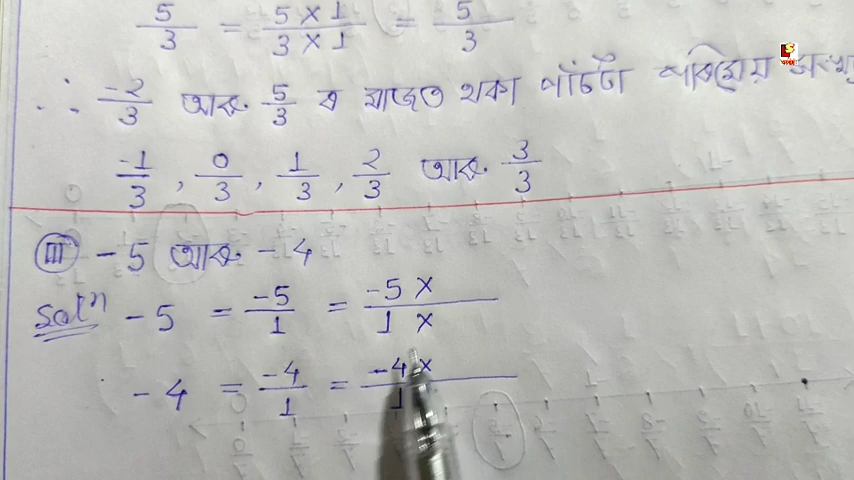 5/3 = 5 × 1 / 3 × 1 = 5/3
∴ -2/3 আৰু 5/3 ৰ মাজত থকা পাঁচটা পৰিমেয়
-1/3 , 0/3 , 1/3 , 2/3 আৰু 3/3
(III) - 5 আৰু - 4
Solⁿ - 5 = -5/1 = -5 × / 1 ×
- 4 = -4/1 = -4 × / 1